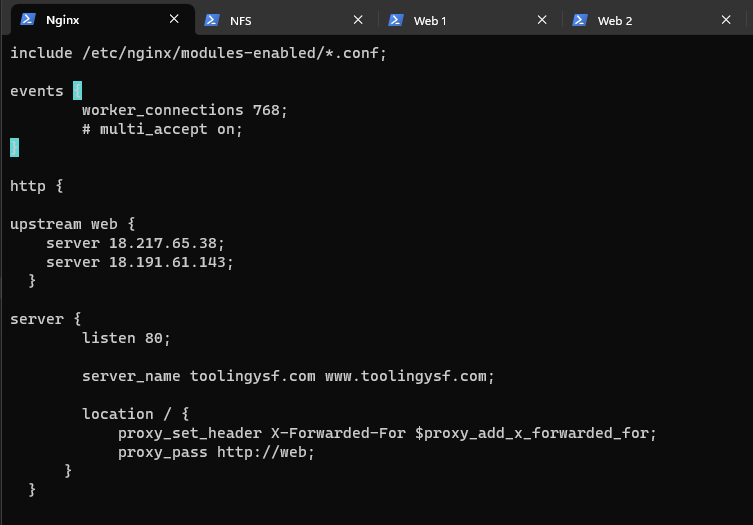 Nginx
NFS
Web 1
Web 2
include /etc/nginx/modules-enabled/*.conf;
events {
worker_connections 768;
# multi_accept on;
}
http {
upstream web {
server 18.217.65.38;
server 18.191.61.143;
}
server {
listen 80;
server_name toolingysf.com www.toolingysf.com;
location / {
proxy_set_header X-Forwarded-For $proxy_add_x_forwarded_for;
proxy_pass http://web;
}
}